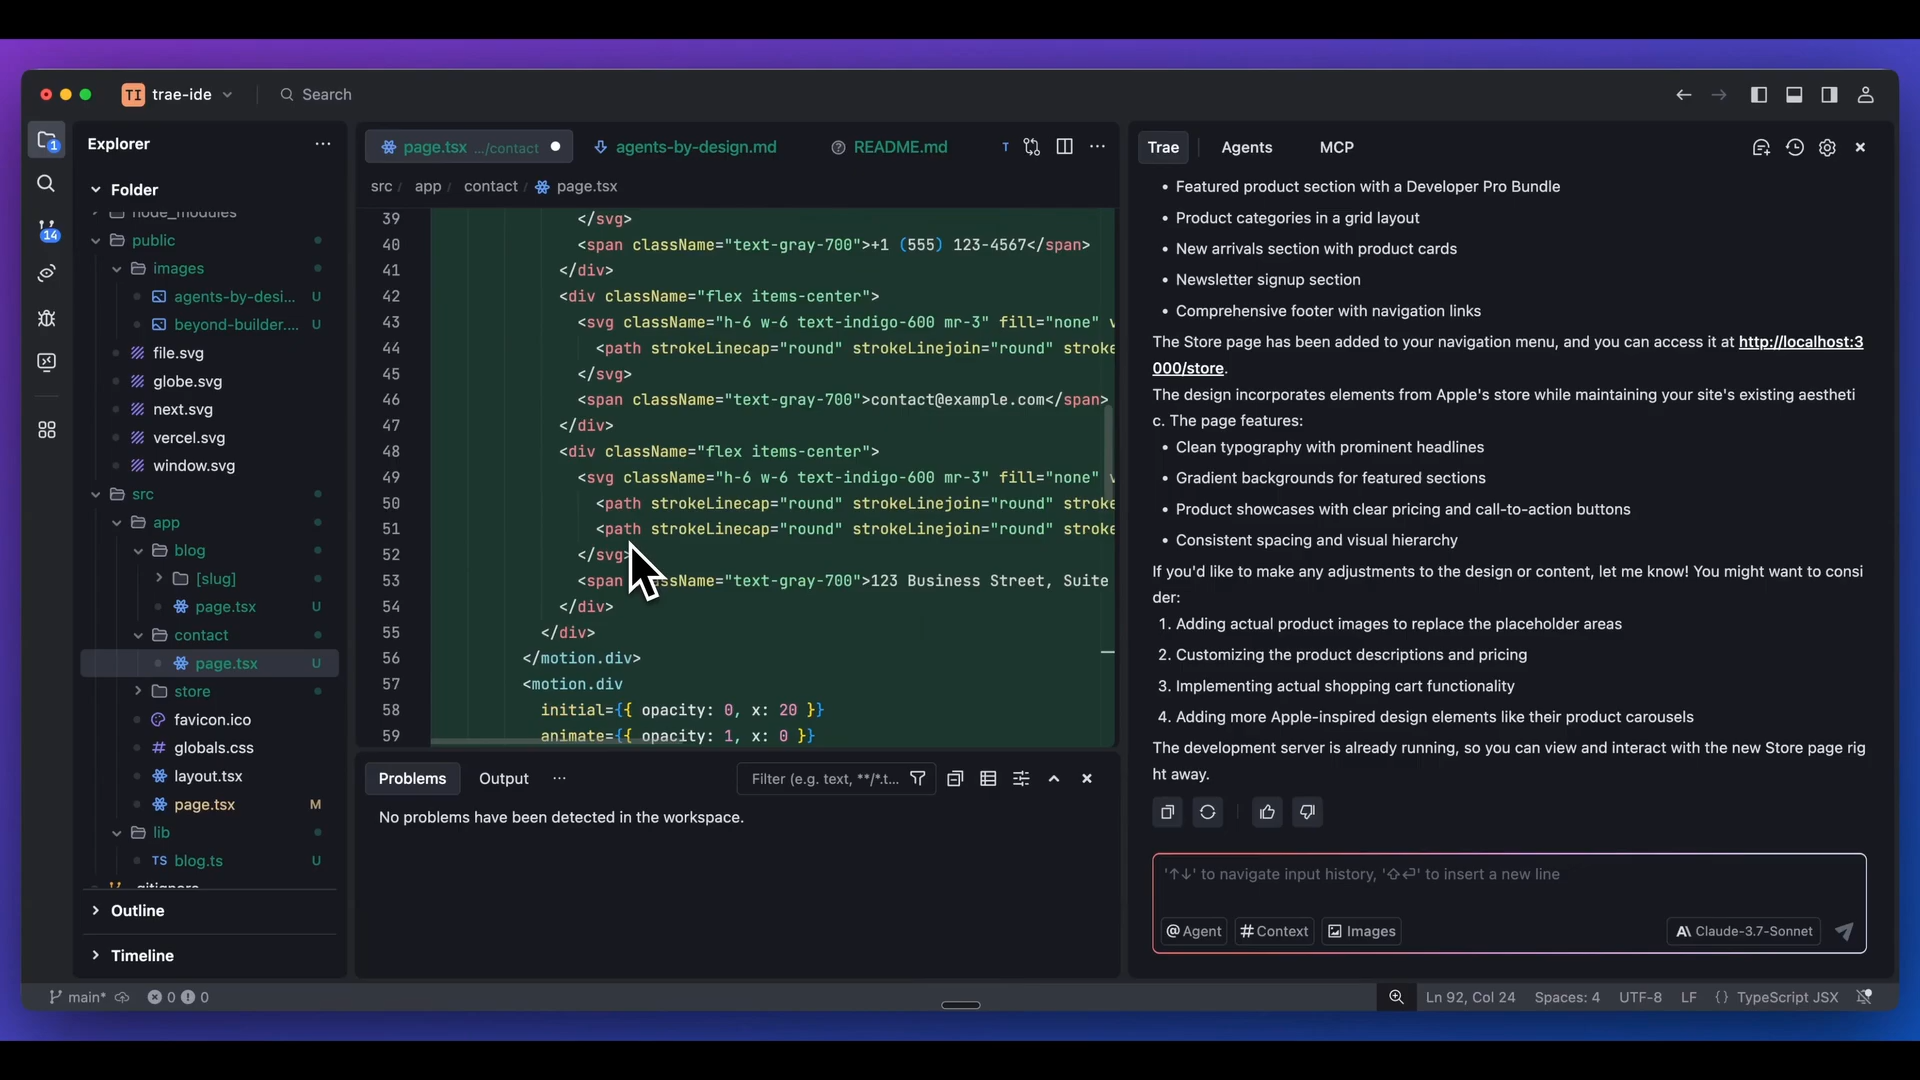 TI trae-ide
Search
Explorer
Folder
node_modules
public
images
agents-by-desi... U
beyond-builder.... U
file.svg
globe.svg
next.svg
vercel.svg
window.svg
src
app
blog
[slug]
page.tsx U
contact
page.tsx U
store
favicon.ico
# globals.css
layout.tsx
page.tsx M
lib
TS blog.ts U
.gitignore
Outline
Timeline
1
14
page.tsx .../contact
agents-by-design.md
README.md
T
src / app / contact / page.tsx
39 </svg>
40 <span className="text-gray-700">+1 (555) 123-4567</span>
41 </div>
42 <div className="flex items-center">
43 <svg className="h-6 w-6 text-indigo-600 mr-3" fill="none" v
44 <path strokeLinecap="round" strokeLinejoin="round" stroke
45 </svg>
46 <span className="text-gray-700">contact@example.com</span>
47 </div>
48 <div className="flex items-center">
49 <svg className="h-6 w-6 text-indigo-600 mr-3" fill="none" v
50 <path strokeLinecap="round" strokeLinejoin="round" stroke
51 <path strokeLinecap="round" strokeLinejoin="round" stroke
52 </svg>
53 <span className="text-gray-700">123 Business Street, Suite
54 </div>
55 </div>
56 </motion.div>
57 <motion.div
58 initial={{ opacity: 0, x: 20 }}
59 animate={{ opacity: 1, x: 0 }}
Problems
Output
Filter (e.g. text, **/*.t...
No problems have been detected in the workspace.
Trae
Agents
MCP
• Featured product section with a Developer Pro Bundle
• Product categories in a grid layout
• New arrivals section with product cards
• Newsletter signup section
• Comprehensive footer with navigation links
The Store page has been added to your navigation menu, and you can access it at http://localhost:3
000/store.
The design incorporates elements from Apple's store while maintaining your site's existing aestheti
c. The page features:
• Clean typography with prominent headlines
• Gradient backgrounds for featured sections
• Product showcases with clear pricing and call-to-action buttons
• Consistent spacing and visual hierarchy
If you'd like to make any adjustments to the design or content, let me know! You might want to consi
der:
1. Adding actual product images to replace the placeholder areas
2. Customizing the product descriptions and pricing
3. Implementing actual shopping cart functionality
4. Adding more Apple-inspired design elements like their product carousels
The development server is already running, so you can view and interact with the new Store page rig
ht away.
'↑↓' to navigate input history, '⇧⏎' to insert a new line
@ Agent
# Context
Images
A\ Claude-3.7-Sonnet
main*
0
0
Ln 92, Col 24
Spaces: 4
UTF-8
LF
{} TypeScript JSX